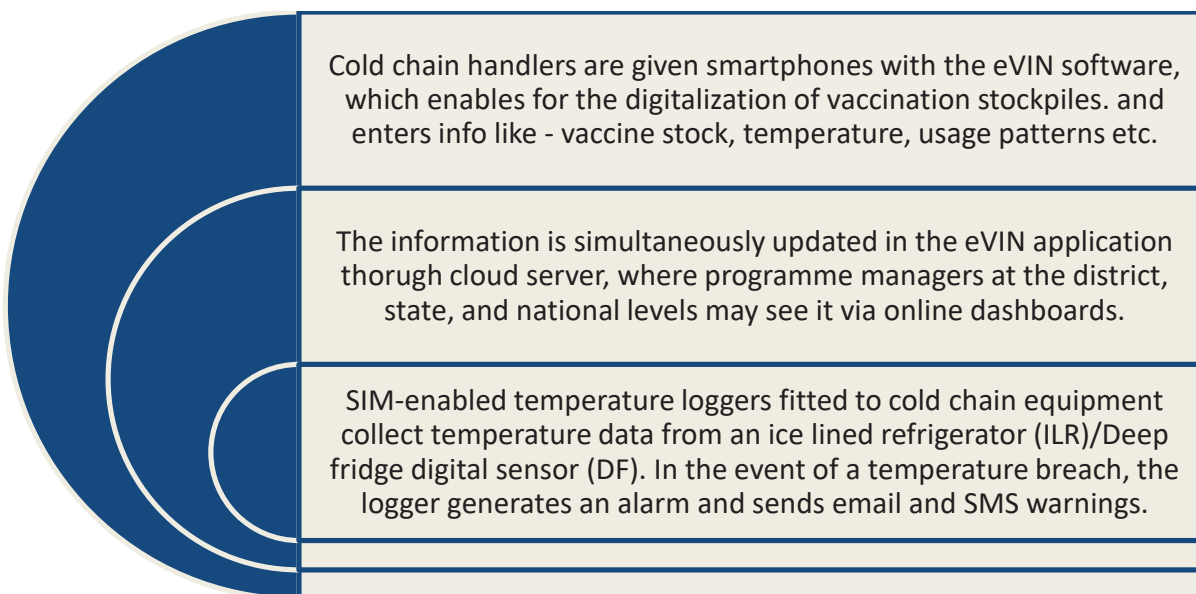 Cold chain handlers are given smartphones with the eVIN software,
which enables for the digitalization of vaccination stockpiles. and
enters info like - vaccine stock, temperature, usage patterns etc.
The information is simultaneously updated in the eVIN application
thorugh cloud server, where programme managers at the district,
state, and national levels may see it via online dashboards.
SIM-enabled temperature loggers fitted to cold chain equipment
collect temperature data from an ice lined refrigerator (ILR)/Deep
fridge digital sensor (DF). In the event of a temperature breach, the
logger generates an alarm and sends email and SMS warnings.